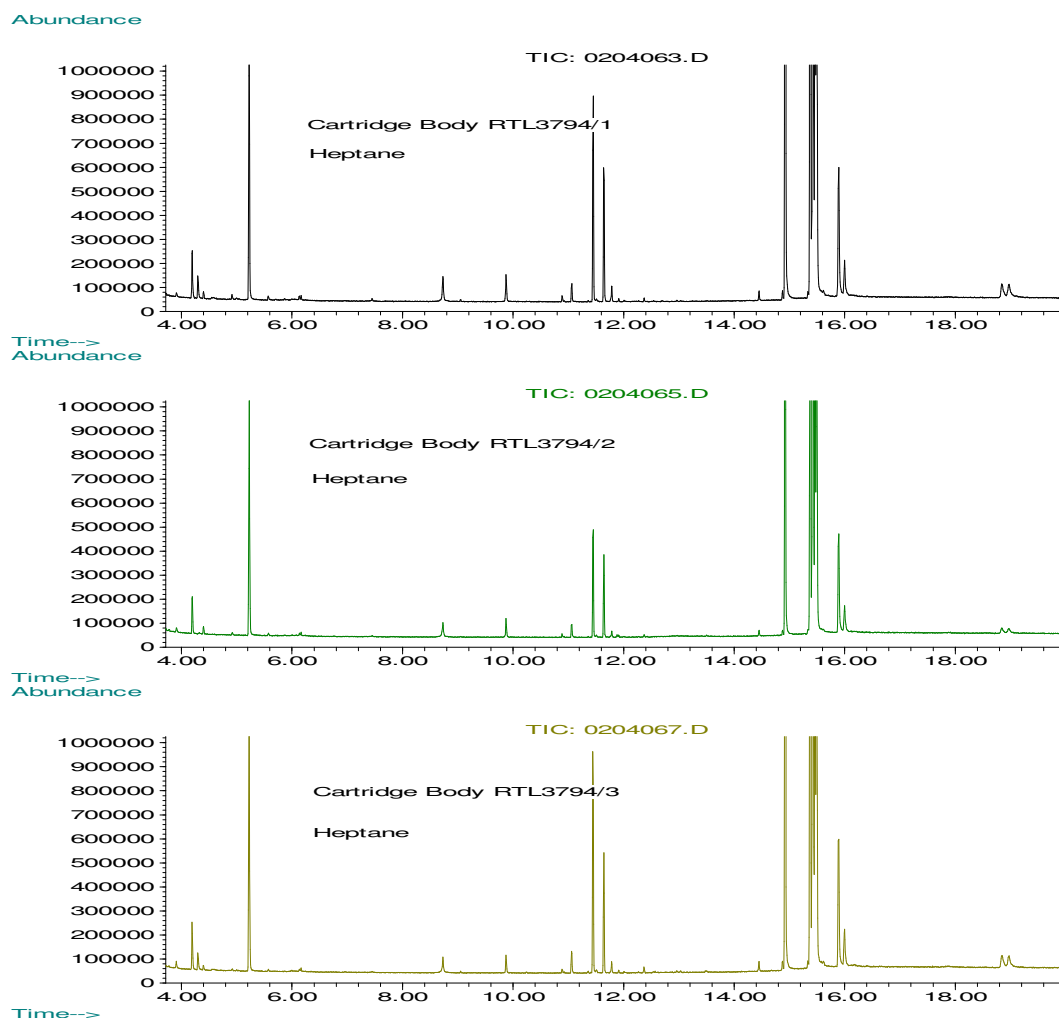 Abundance
TIC: 0204063.D
1000000
900000
800000
700000
600000
500000
400000
300000
200000
100000
0
Cartridge Body RTL3794/1
Heptane
4.00 6.00 8.00 10.00 12.00 14.00 16.00 18.00
Time-->
Abundance
TIC: 0204065.D
1000000
900000
800000
700000
600000
500000
400000
300000
200000
100000
0
Cartridge Body RTL3794/2
Heptane
4.00 6.00 8.00 10.00 12.00 14.00 16.00 18.00
Time-->
Abundance
TIC: 0204067.D
1000000
900000
800000
700000
600000
500000
400000
300000
200000
100000
0
Cartridge Body RTL3794/3
Heptane
4.00 6.00 8.00 10.00 12.00 14.00 16.00 18.00
Time-->